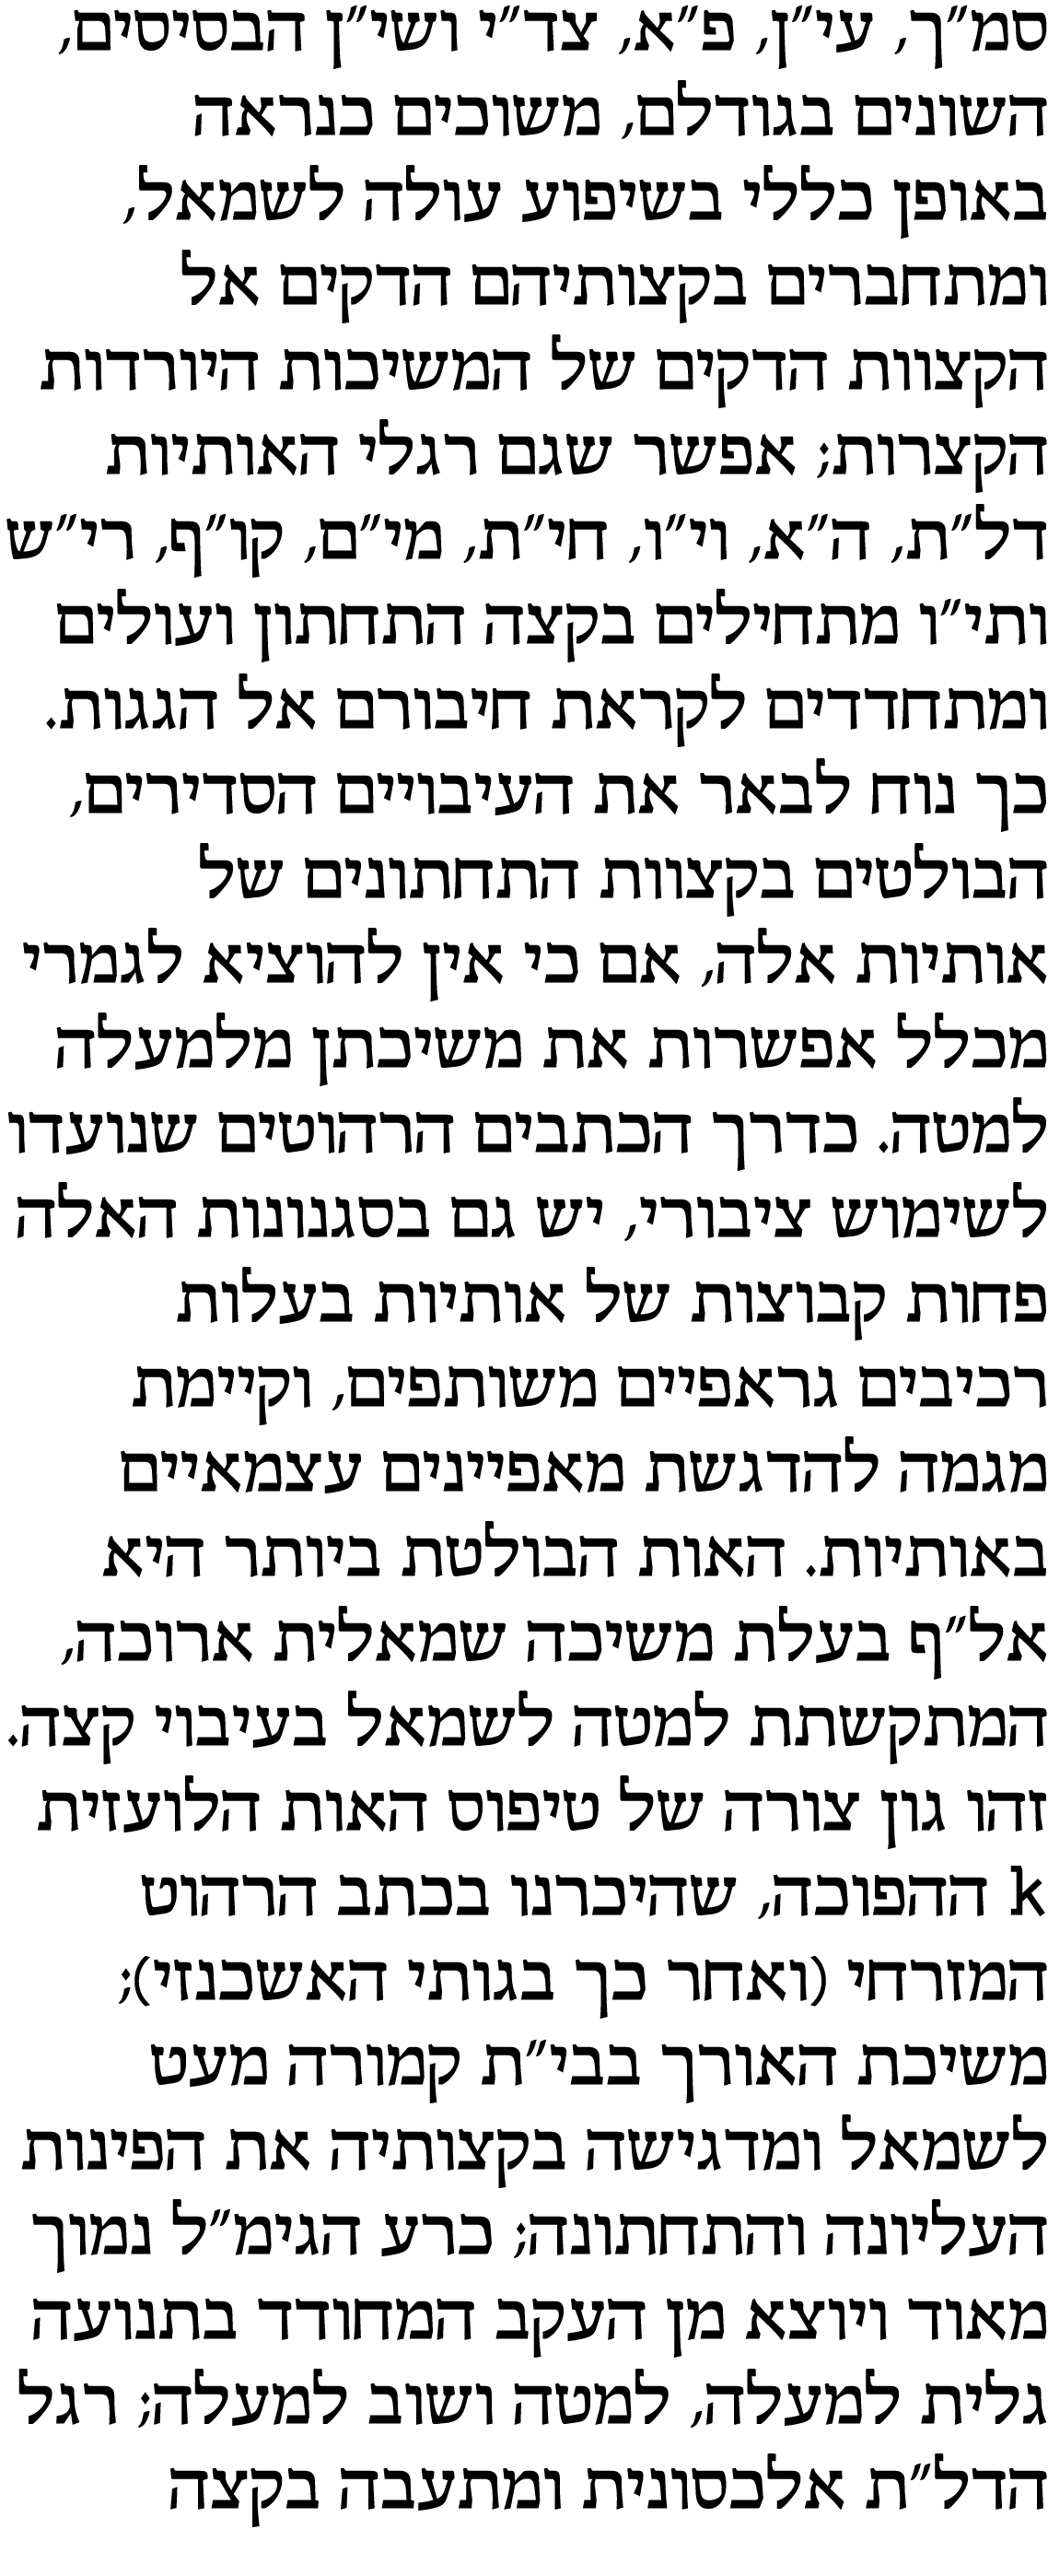 סמ״ך, עי״ן, פ״א, צד״י ושי״ן הבסיסים,
השונים בגודלם, משוכים כנראה
באופן כללי בשיפוע עולה לשמאל,
ומתחברים בקצותיהם הדקים אל
הקצוות הדקים של המשיכות היורדות
הקצרות; אפשר שגם רגלי האותיות
דל״ת, ה״א, וי״ו, חי״ת, מי״ם, קו״ף, רי״ש
ותי״ו מתחילים בקצה התחתון ועולים
ומתחדדים לקראת חיבורם אל הגגות.
כך נוח לבאר את העיבויים הסדירים,
הבולטים בקצוות התחתונים של
אותיות אלה, אם כי אין להוציא לגמרי
מכלל אפשרות את משיכתן מלמעלה
למטה. כדרך הכתבים הרהוטים שנועדו
לשימוש ציבורי, יש גם בסגנונות האלה
פחות קבוצות של אותיות בעלות
רכיבים גראפיים משותפים, וקיימת
מגמה להדגשת מאפיינים עצמאיים
באותיות. האות הבולטת ביותר היא
אל״ף בעלת משיכה שמאלית ארוכה,
המתקשתת למטה לשמאל בעיבוי קצה.
זהו גון צורה של טיפוס האות הלועזית
k ההפוכה, שהיכרנו בכתב הרהוט
המזרחי (ואחר כך בגותי האשכנזי);
משיכת האורך בבי״ת קמורה מעט
לשמאל ומדגישה בקצותיה את הפינות
העליונה והתחתונה; כרע הגימ״ל נמוך
מאוד ויוצא מן העקב המחודד בתנועה
גלית למעלה, למטה ושוב למעלה; רגל
הדל״ת אלכסונית ומתעבה בקצה